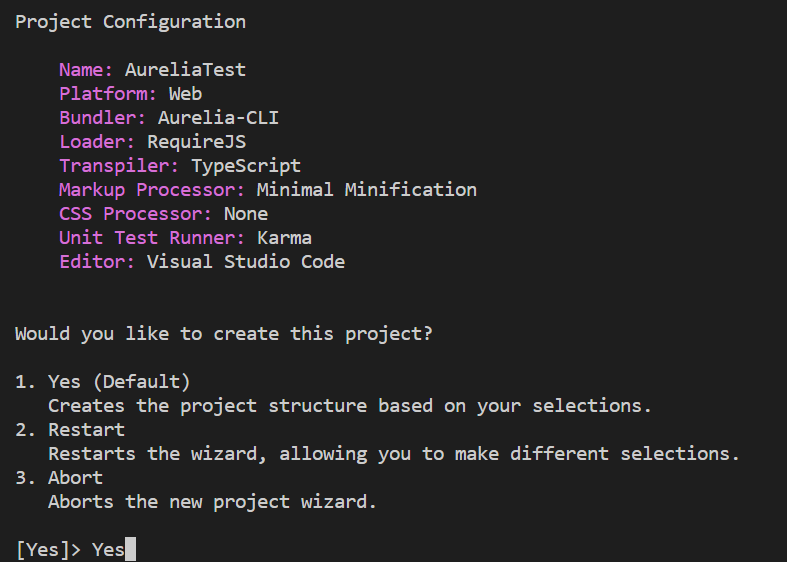 Project Configuration
Name: AureliaTest
Platform: Web
Bundler: Aurelia-CLI
Loader: RequireJS
Transpiler: TypeScript
Markup Processor: Minimal Minification
CSS Processor: None
Unit Test Runner: Karma
Editor: Visual Studio Code
Would you like to create this project?
1. Yes (Default)
Creates the project structure based on your selections.
2. Restart
Restarts the wizard, allowing you to make different selections.
3. Abort
Aborts the new project wizard.
[Yes]> Yes